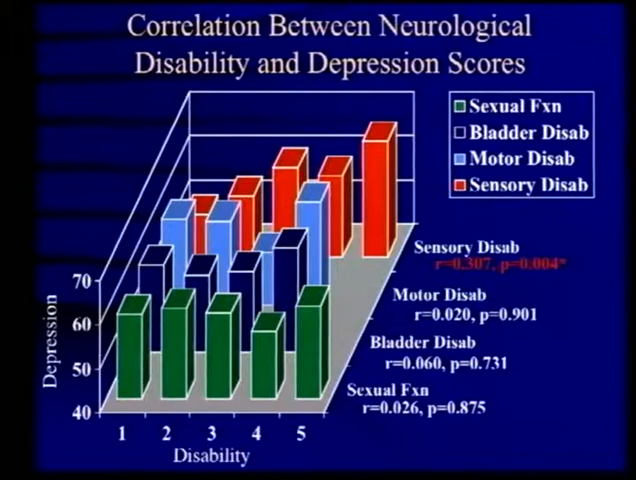 Correlation Between Neurological
Disability and Depression Scores
Sexual Fxn
Bladder Disab
Motor Disab
Sensory Disab
Sensory Disab
r=0.307, p=0.004*
Motor Disab
r=0.020, p=0.901
Bladder Disab
r=0.060, p=0.731
Sexual Fxn
r=0.026, p=0.875
Depression
70
60
50
40
1 2 3 4 5
Disability